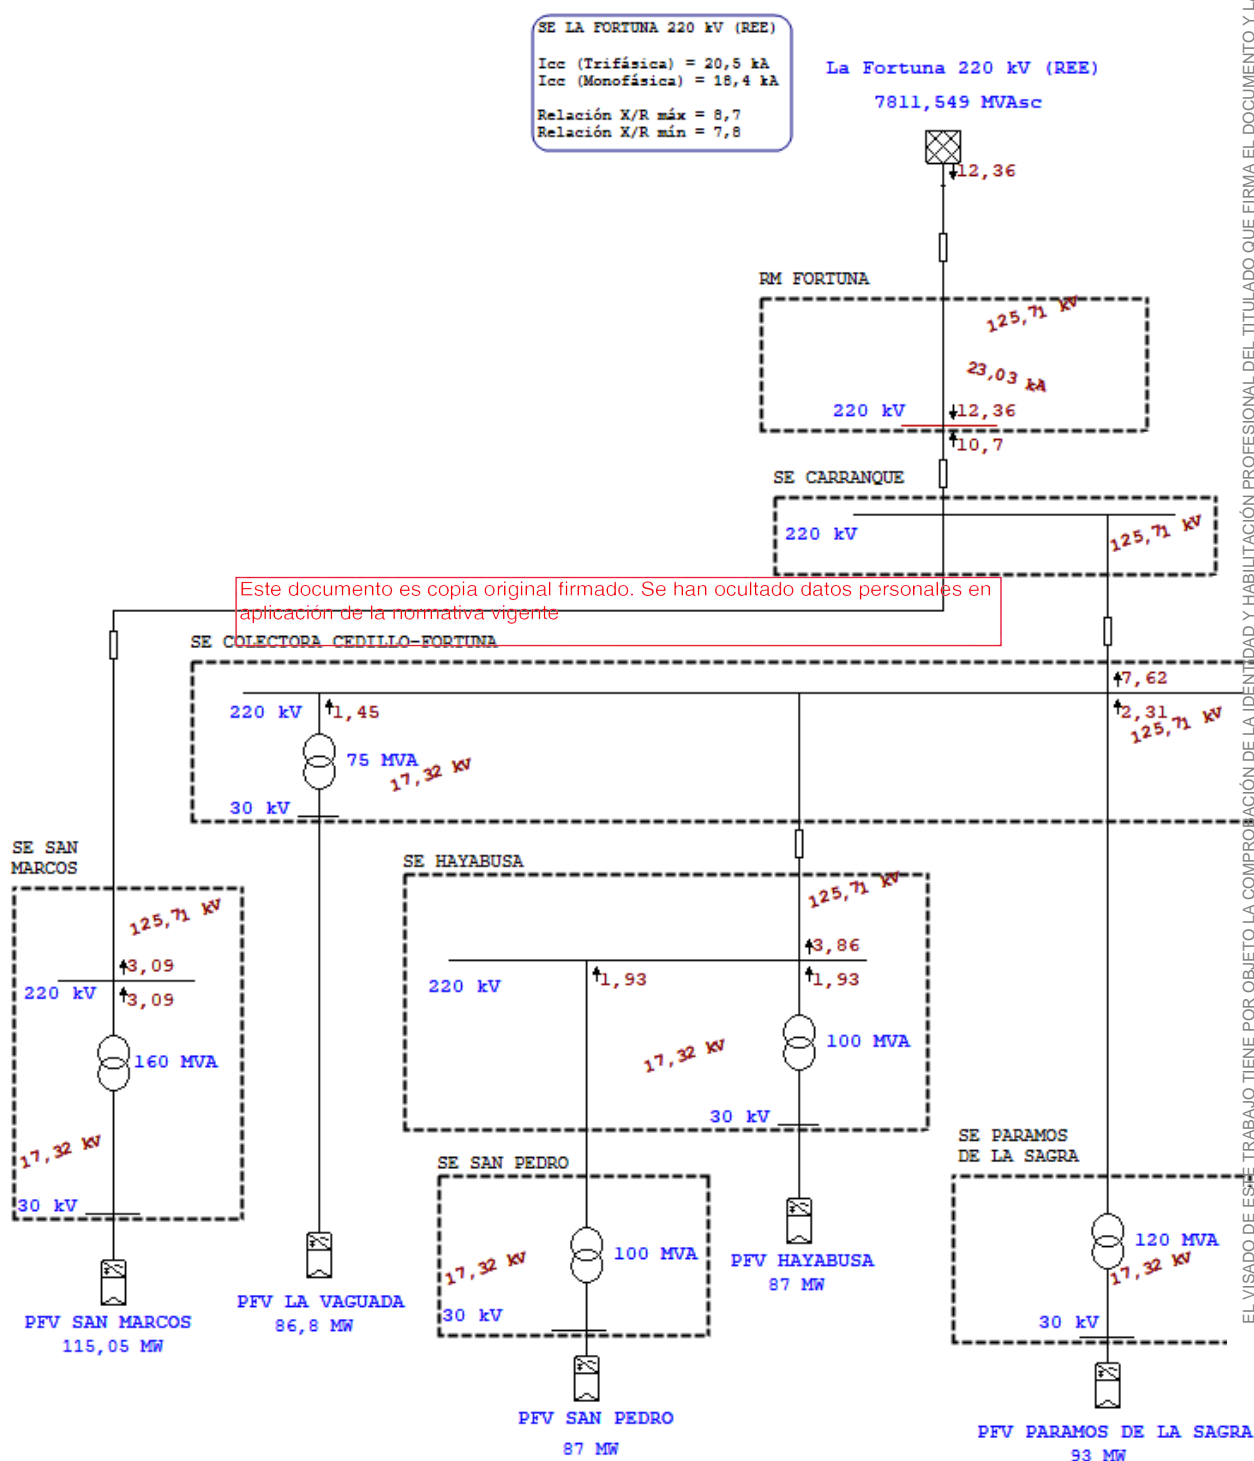 SE LA FORTUNA 220 kV (REE)
Icc (Trifásica) = 20,5 kA
Icc (Monofásica) = 18,4 kA
Relación X/R máx = 8,7
Relación X/R mín = 7,8
La Fortuna 220 kV (REE)
7811,549 MVAsc
12,36
RM FORTUNA
125,71 kV
23,03 kA
220 kV
12,36
10,7
SE CARRANQUE
220 kV
125,71 kV
Este documento es copia original firmado. Se han ocultado datos personales en
aplicación de la normativa vigente
SE COLECTORA CEDILLO-FORTUNA
7,62
220 kV
1,45
2,31
125,71 kV
75 MVA
17,32 kV
30 kV
SE SAN
MARCOS
125,71 kV
3,09
220 kV
3,09
160 MVA
17,32 kV
30 kV
PFV SAN MARCOS
115,05 MW
PFV LA VAGUADA
86,8 MW
SE HAYABUSA
125,71 kV
3,86
220 kV
1,93
1,93
100 MVA
17,32 kV
30 kV
PFV HAYABUSA
87 MW
SE SAN PEDRO
100 MVA
17,32 kV
30 kV
PFV SAN PEDRO
87 MW
SE PARAMOS
DE LA SAGRA
120 MVA
17,32 kV
30 kV
PFV PARAMOS DE LA SAGRA
93 MW
EL VISADO DE ESTE TRABAJO TIENE POR OBJETO LA COMPROBACIÓN DE LA IDENTIDAD Y HABILITACIÓN PROFESIONAL DEL TITULADO QUE FIRMA EL DOCUMENTO Y LA